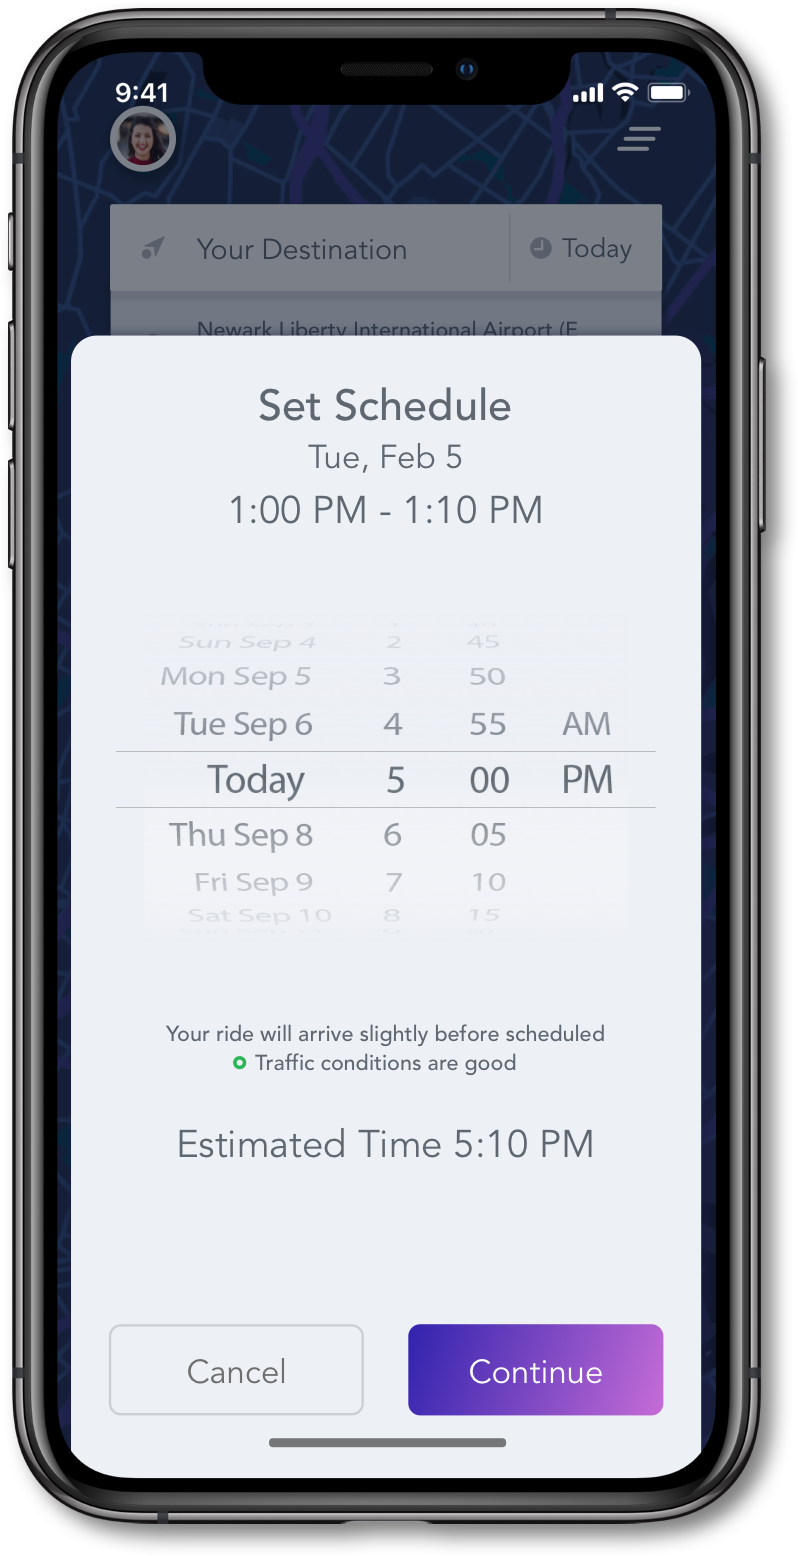 9:41
Your Destination
Today
Newark Liberty International Airport (E
Set Schedule
Tue, Feb 5
1:00 PM - 1:10 PM
Sun Sep 4 2 45
Mon Sep 5 3 50
Tue Sep 6 4 55 AM
Today 5 00 PM
Thu Sep 8 6 05
Fri Sep 9 7 10
Sat Sep 10 8 15
Your ride will arrive slightly before scheduled
Traffic conditions are good
Estimated Time 5:10 PM
Cancel
Continue